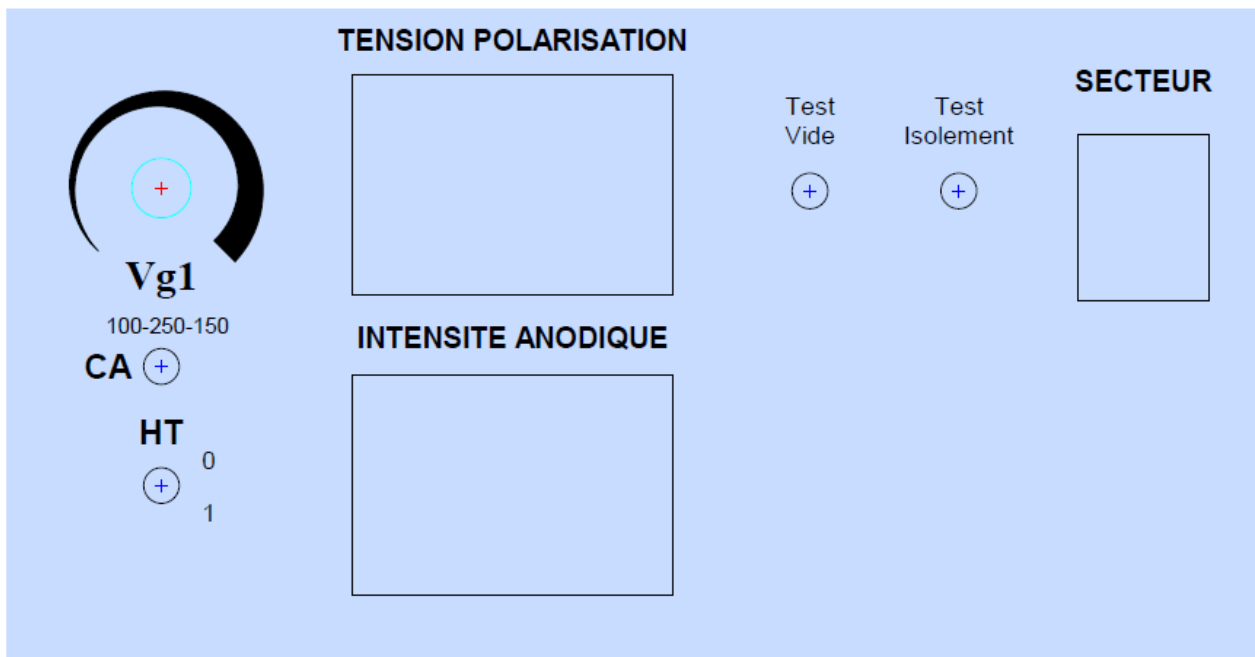 TENSION POLARISATION
SECTEUR
Test
Vide
Test
Isolement
Vg1
100-250-150
CA
INTENSITE ANODIQUE
HT
0
1